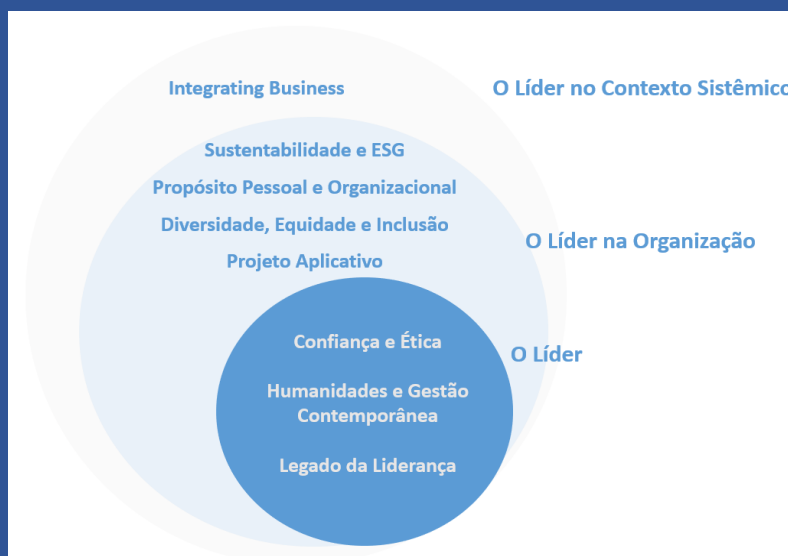 Integrating Business
O Líder no Contexto Sistêmico
Sustentabilidade e ESG
Propósito Pessoal e Organizacional
Diversidade, Equidade e Inclusão
O Líder na Organização
Projeto Aplicativo
Confiança e Ética
O Líder
Humanidades e Gestão
Contemporânea
Legado da Liderança